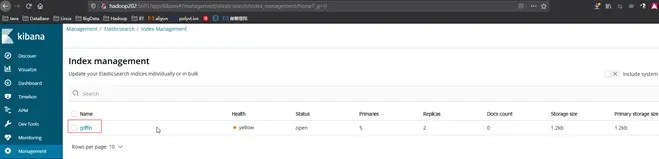 hadoop202:5601/app/kibana#/management/elasticsearch/index_management/home?_g=()
Java DataBase Linux BigData Hadoop aliyun
kibana
Management / Elasticsearch / Index Management
Discover
Visualize
Dashboard
Timelion
APM
Dev Tools
Monitoring
Management
Index management
Update your Elasticsearch indices individually or in bulk
Include system
Search
Name Health Status Primaries Replicas Docs count Storage size Primary storage size
griffin yellow open 5 2 0 1.2kb 1.2kb
Rows per page: 10